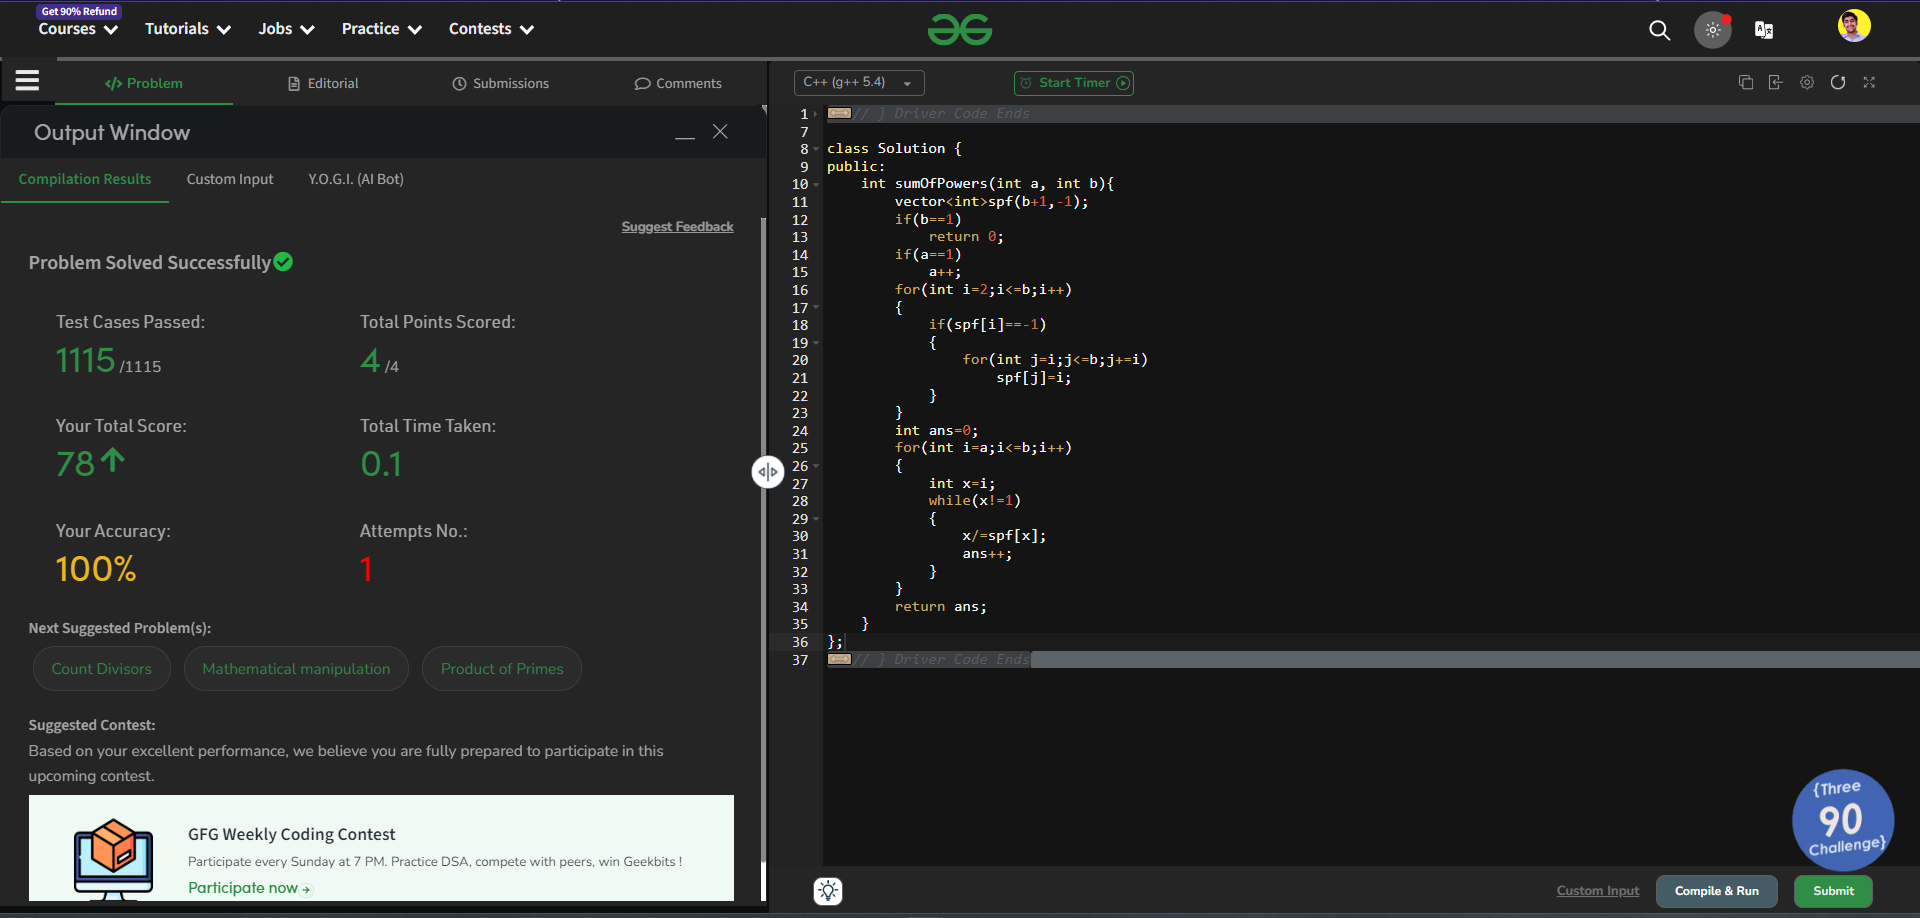 Get 90% Refund
Courses
Tutorials
Jobs
Practice
Contests
Problem
Editorial
Submissions
Comments
Output Window
Compilation Results
Custom Input
Y.O.G.I. (AI Bot)
Suggest Feedback
Problem Solved Successfully
Test Cases Passed:
1115 /1115
Total Points Scored:
4 /4
Your Total Score:
78
Total Time Taken:
0.1
Your Accuracy:
100%
Attempts No.:
1
Next Suggested Problem(s):
Count Divisors
Mathematical manipulation
Product of Primes
Suggested Contest:
Based on your excellent performance, we believe you are fully prepared to participate in this
upcoming contest.
GFG Weekly Coding Contest
Participate every Sunday at 7 PM. Practice DSA, compete with peers, win Geekbits !
Participate now
C++ (g++ 5.4)
Start Timer
1 // } Driver Code Ends
7
8 class Solution {
9 public:
10 int sumOfPowers(int a, int b){
11 vector<int>spf(b+1,-1);
12 if(b==1)
13 return 0;
14 if(a==1)
15 a++;
16 for(int i=2;i<=b;i++)
17 {
18 if(spf[i]==-1)
19 {
20 for(int j=i;j<=b;j+=i)
21 spf[j]=i;
22 }
23 }
24 int ans=0;
25 for(int i=a;i<=b;i++)
26 {
27 int x=i;
28 while(x!=1)
29 {
30 x/=spf[x];
31 ans++;
32 }
33 }
34 return ans;
35 }
36 };
37 // } Driver Code Ends
{Three
90
Challenge}
Custom Input
Compile & Run
Submit